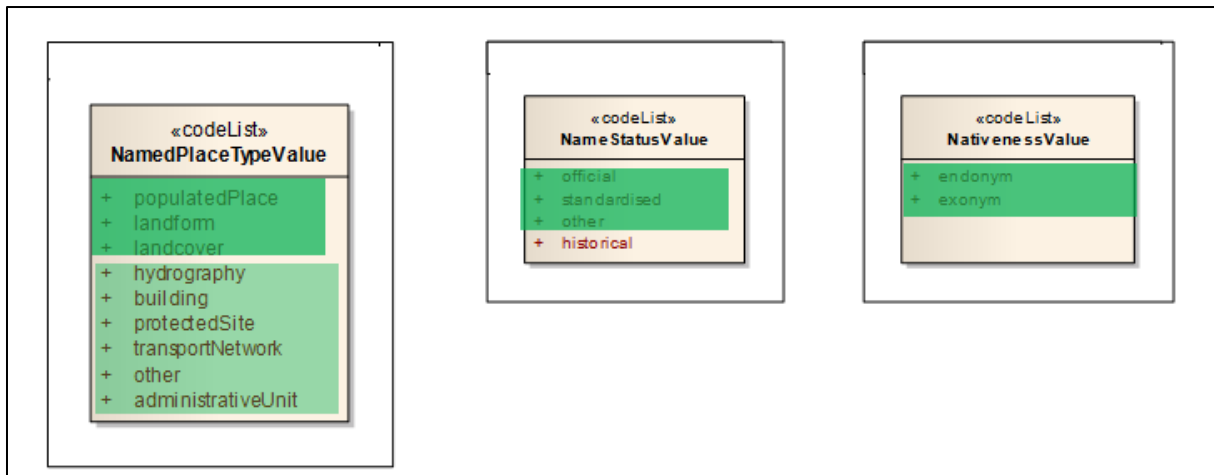 «codeList»
NamedPlaceTypeValue
+ populatedPlace
+ landform
+ landcover
+ hydrography
+ building
+ protectedSite
+ transportNetwork
+ other
+ administrativeUnit
«codeList»
NameStatusValue
+ official
+ standardised
+ other
+ historical
«codeList»
NativenessValue
+ endonym
+ exonym